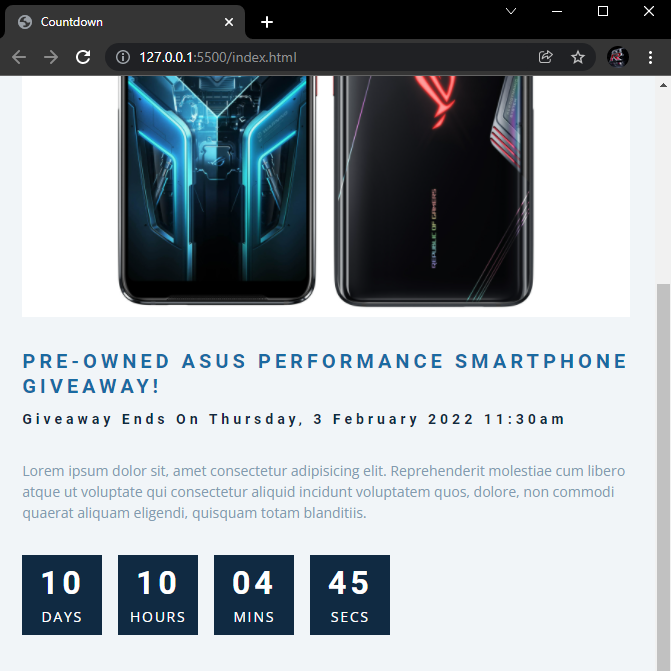 Countdown
127.0.0.1:5500/index.html
REPUBLIC OF GAMERS
PRE-OWNED ASUS PERFORMANCE SMARTPHONE
GIVEAWAY!
Giveaway Ends On Thursday, 3 February 2022 11:30am
Lorem ipsum dolor sit, amet consectetur adipisicing elit. Reprehenderit molestiae cum libero
atque ut voluptate qui consectetur aliquid incidunt voluptatem quos, dolore, non commodi
quaerat aliquam eligendi, quisquam totam blanditiis.
10 10 04 45
DAYS HOURS MINS SECS